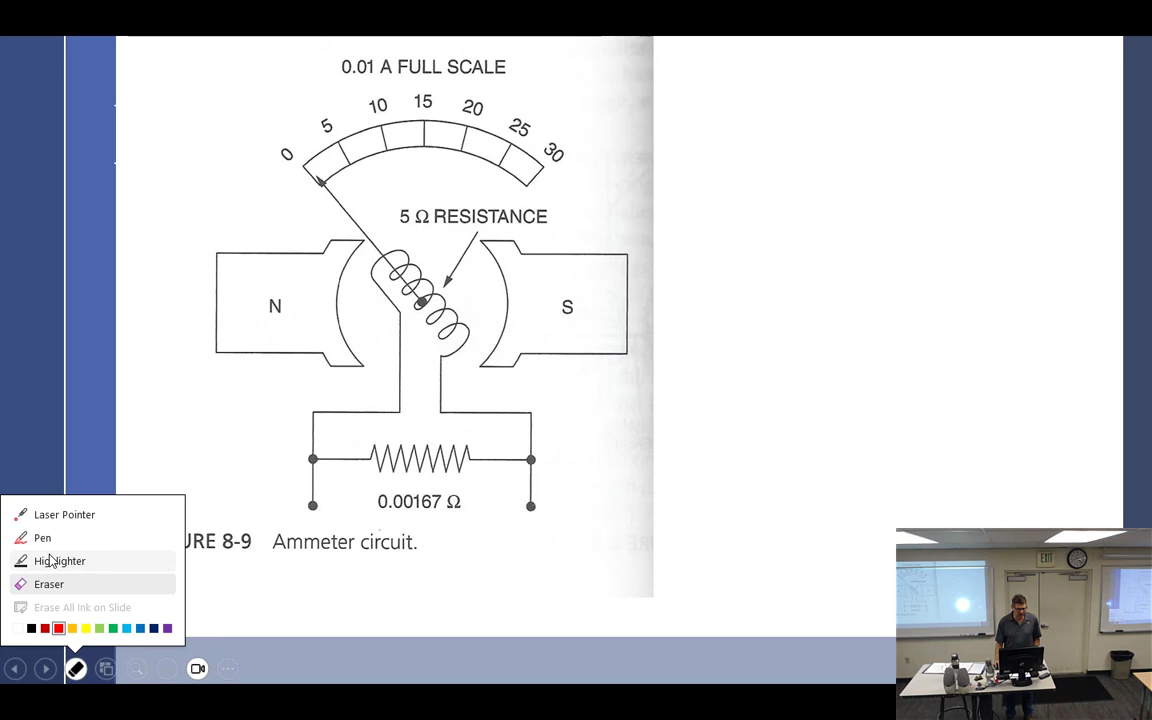 0.01 A FULL SCALE
0 5 10 15 20 25 30
5 Ω RESISTANCE
N S
0.00167 Ω
URE 8-9 Ammeter circuit.
Laser Pointer
Pen
Highlighter
Eraser
Erase All Ink on Slide
EXIT